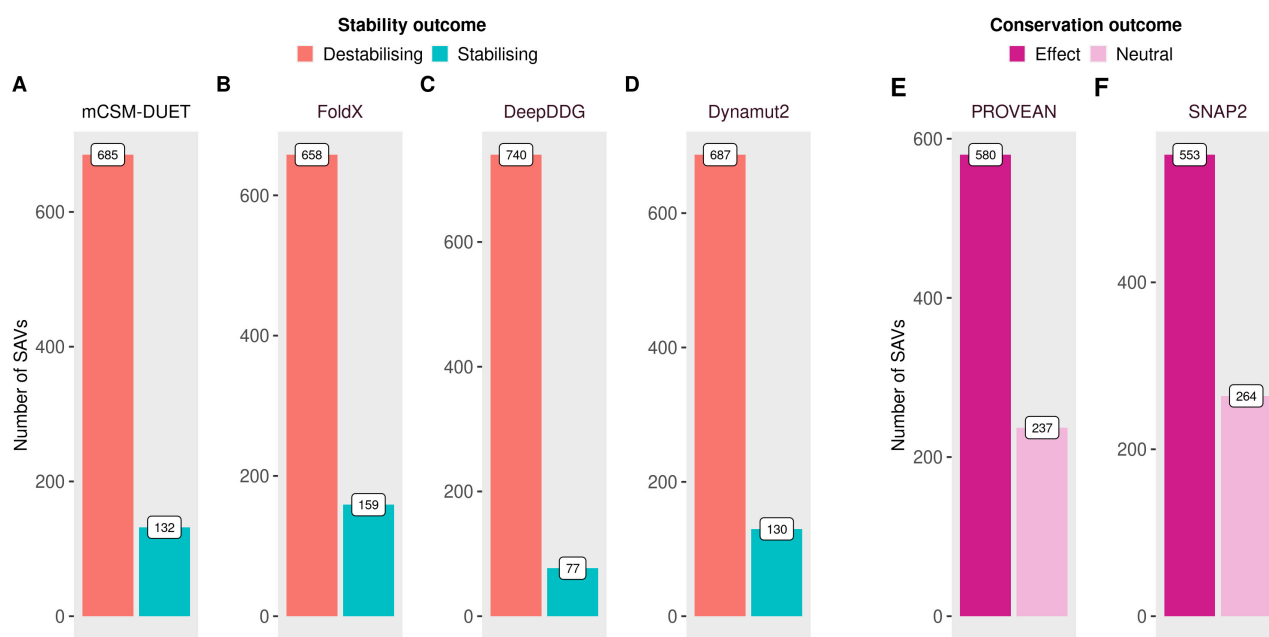 Stability outcome
Destabilising Stabilising
Conservation outcome
Effect Neutral
A
mCSM-DUET
685
132
600
400
200
0
Number of SAVs
B
FoldX
658
159
600
400
200
0
C
DeepDDG
740
77
600
400
200
0
D
Dynamut2
687
130
600
400
200
0
E
PROVEAN
580
237
600
400
200
0
Number of SAVs
F
SNAP2
553
264
400
200
0